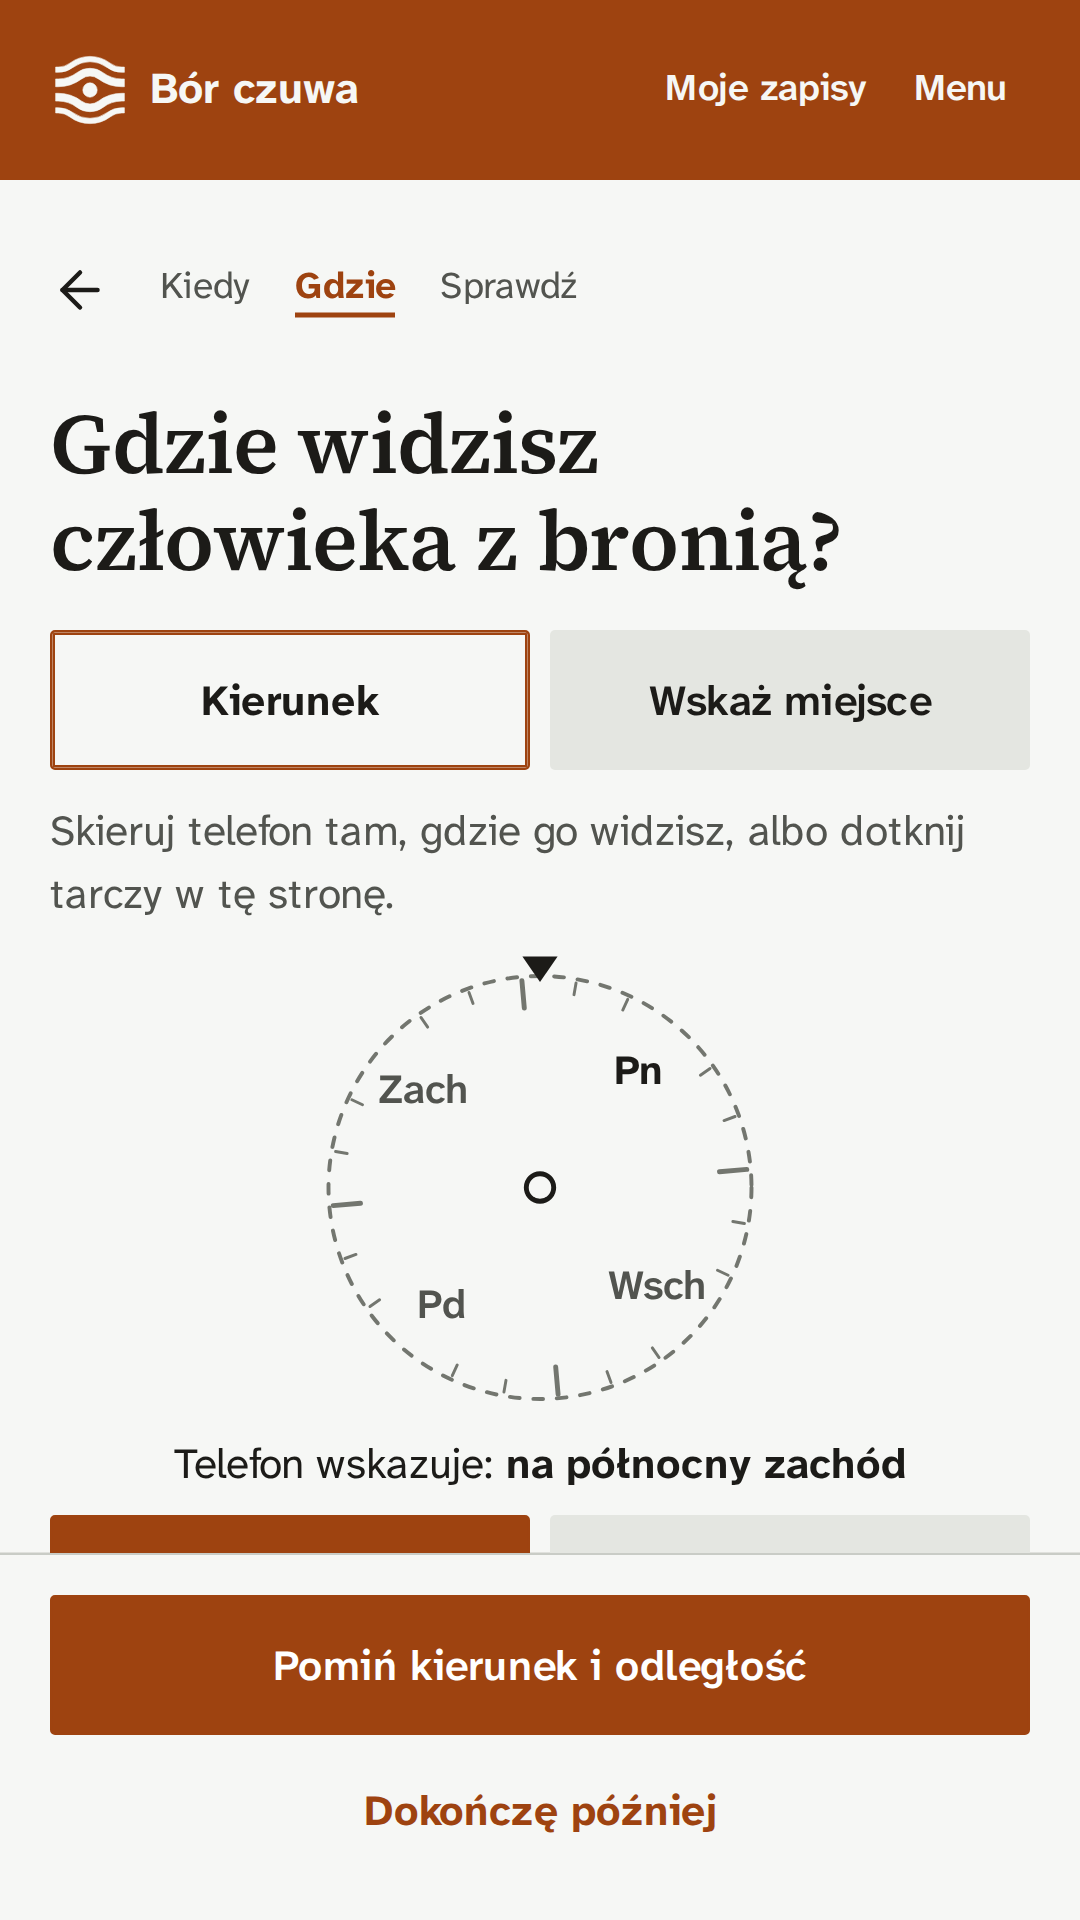 Bór czuwa
Moje zapisy
Menu
Kiedy
Gdzie
Sprawdź
Gdzie widzisz
człowieka z bronią?
Kierunek
Wskaż miejsce
Skieruj telefon tam, gdzie go widzisz, albo dotknij
tarczy w tę stronę.
Zach
Pn
Pd
Wsch
Telefon wskazuje: na północny zachód
Pomiń kierunek i odległość
Dokończę później